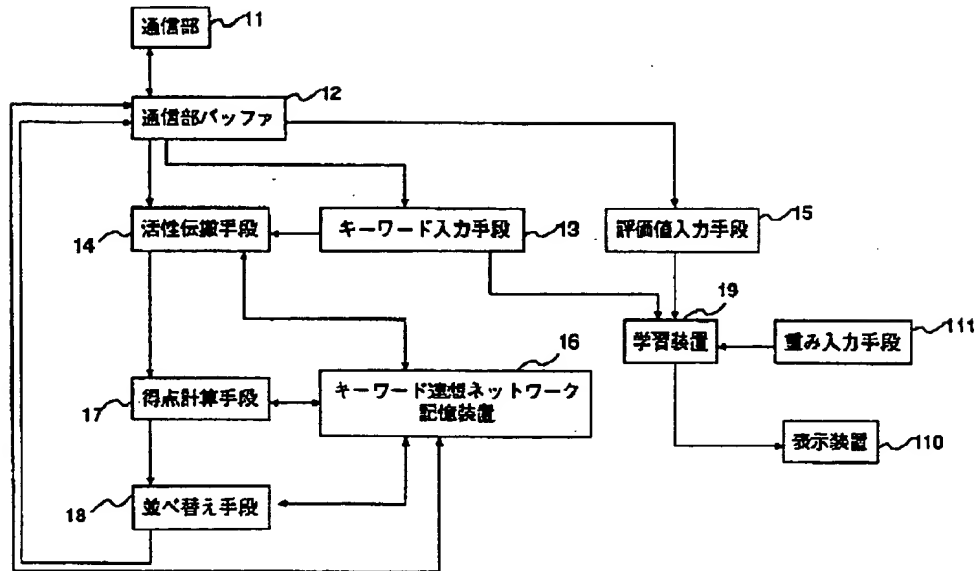 通信部
11
通信部バッファ
12
活性伝搬手段
14
キーワード入力手段
13
評価値入力手段
15
学習装置
19
重み入力手段
111
キーワード連想ネットワーク
記憶装置
16
得点計算手段
17
表示装置
110
並べ替え手段
18